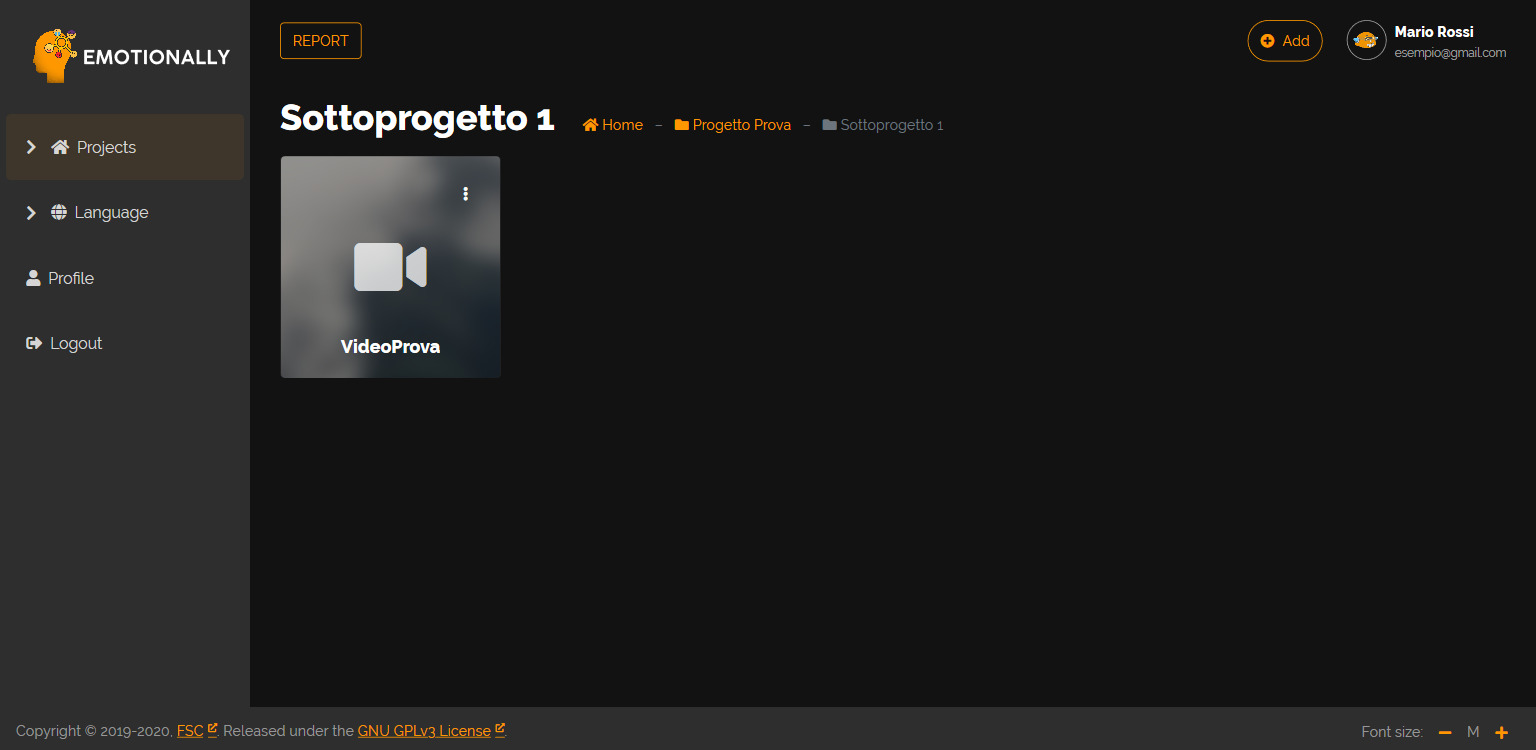 EMOTIONALLY
REPORT
Add
Mario Rossi
esempio@gmail.com
Projects
Language
Profile
Logout
Sottoprogetto 1
Home – Progetto Prova – Sottoprogetto 1
VideoProva
Copyright © 2019-2020, FSC. Released under the GNU GPLv3 License.
Font size: − M +